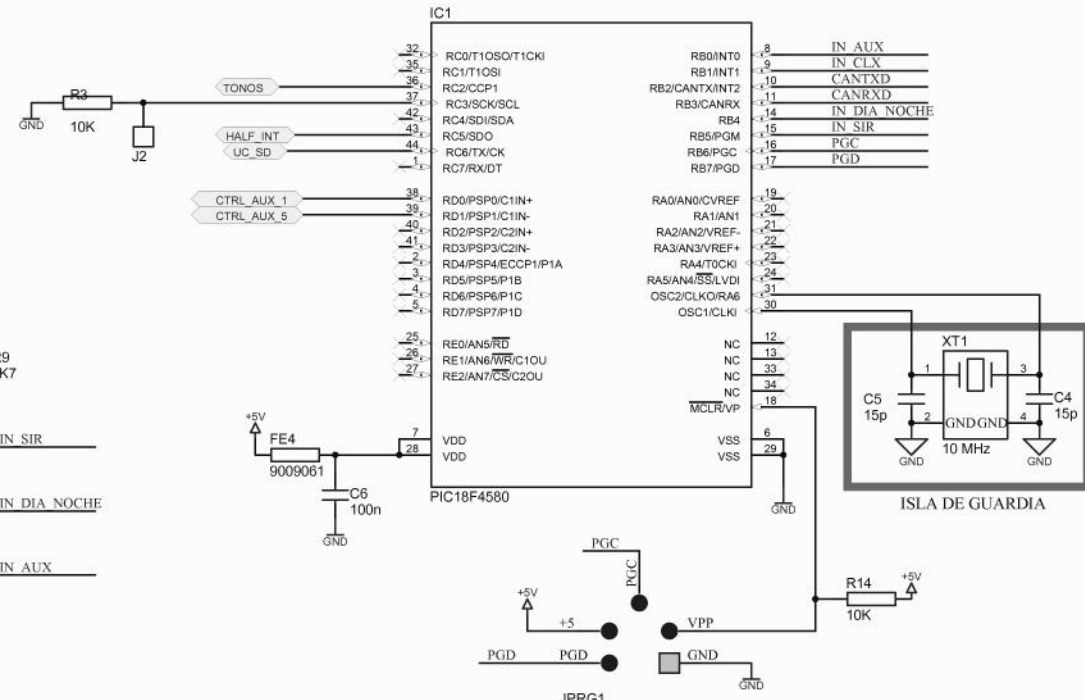 IC1
32 RC0/T1OSO/T1CKI
35 RC1/T1OSI
TONOS 36 RC2/CCP1
37 RC3/SCK/SCL
42 RC4/SDI/SDA
HALF_INT 43 RC5/SDO
UC_SD 44 RC6/TX/CK
1 RC7/RX/DT
R3
10K
GND
J2
CTRL_AUX_1 38 RD0/PSP0/C1IN+
CTRL_AUX_5 39 RD1/PSP1/C1IN-
40 RD2/PSP2/C2IN+
41 RD3/PSP3/C2IN-
2 RD4/PSP4/ECCP1/P1A
3 RD5/PSP5/P1B
4 RD6/PSP6/P1C
5 RD7/PSP7/P1D
25 RE0/AN5/RD
26 RE1/AN6/WR/C1OU
27 RE2/AN7/CS/C2OU
7 VDD
28 VDD
RB0/INT0 8 IN_AUX
RB1/INT1 9 IN_CLX
RB2/CANTX/INT2 10 CANTXD
RB3/CANRX 11 CANRXD
RB4 14 IN_DIA_NOCHE
RB5/PGM 15 IN_SIR
RB6/PGC 16 PGC
RB7/PGD 17 PGD
RA0/AN0/CVREF 19
RA1/AN1 20
RA2/AN2/VREF- 21
RA3/AN3/VREF+ 22
RA4/T0CKI 23
RA5/AN4/SS/LVDI 24
OSC2/CLKO/RA6 31
OSC1/CLKI 30
NC 12
NC 13
NC 33
NC 34
MCLR/VP 18
VSS 6
VSS 29
GND
PIC18F4580
+5V
FE4
9009061
C6
100n
GND
K7
IN_SIR
IN_DIA_NOCHE
IN_AUX
XT1
1 3
C5
15p
C4
15p
2 GND GND 4
10 MHz
GND GND
ISLA DE GUARDIA
R14
10K
+5V
PGC
PGC
+5V
+5
VPP
PGD PGD
GND
GND
JPRG1